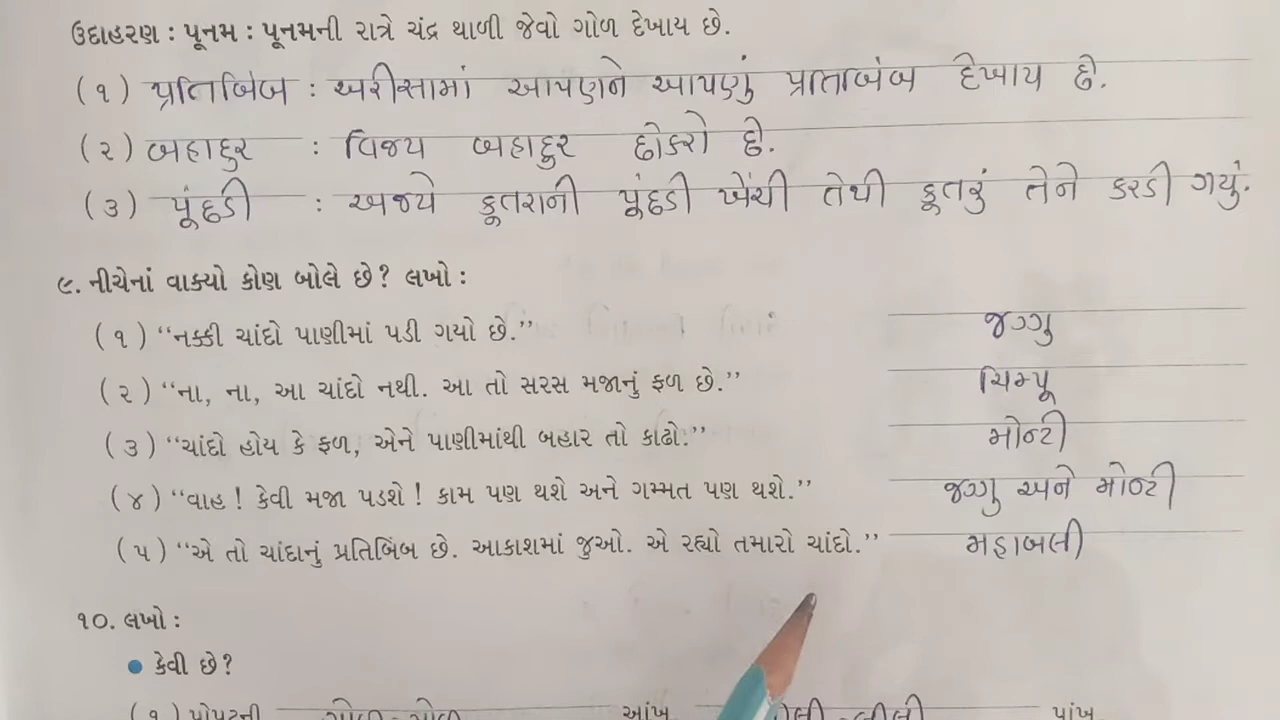 ઉદાહરણ : પૂનમ : પૂનમની રાત્રે ચંદ્ર થાળી જેવો ગોળ દેખાય છે.
(૧) પ્રતિબિંબ : અરીસામાં આપણને આપણું પ્રતિબિંબ દેખાય છે.
(૨) બહાદુર : વિજય બહાદુર છોકરો છે.
(૩) પૂંછડી : અજયે કૂતરાની પૂંછડી ખેંચી તેથી કૂતરું તેને કરડી ગયું.
૯. નીચેનાં વાક્યો કોણ બોલે છે? લખો :
(૧) “નક્કી ચાંદો પાણીમાં પડી ગયો છે.” જગ્ગુ
(૨) “ના, ના, આ ચાંદો નથી. આ તો સરસ મજાનું ફળ છે.” ચિમ્પૂ
(૩) “ચાંદો હોય કે ફળ, એને પાણીમાંથી બહાર તો કાઢો.” મોન્ટી
(૪) “વાહ ! કેવી મજા પડશે ! કામ પણ થશે અને ગમ્મત પણ થશે.” જગ્ગુ અને મોન્ટી
(૫) “એ તો ચાંદાનું પ્રતિબિંબ છે. આકાશમાં જુઓ. એ રહ્યો તમારો ચાંદો.” મહાબલી
૧૦. લખો :
● કેવી છે?
(૧) પોપટની ગોળ-ગોળ આંખ લીલી-લીલી પાંખ